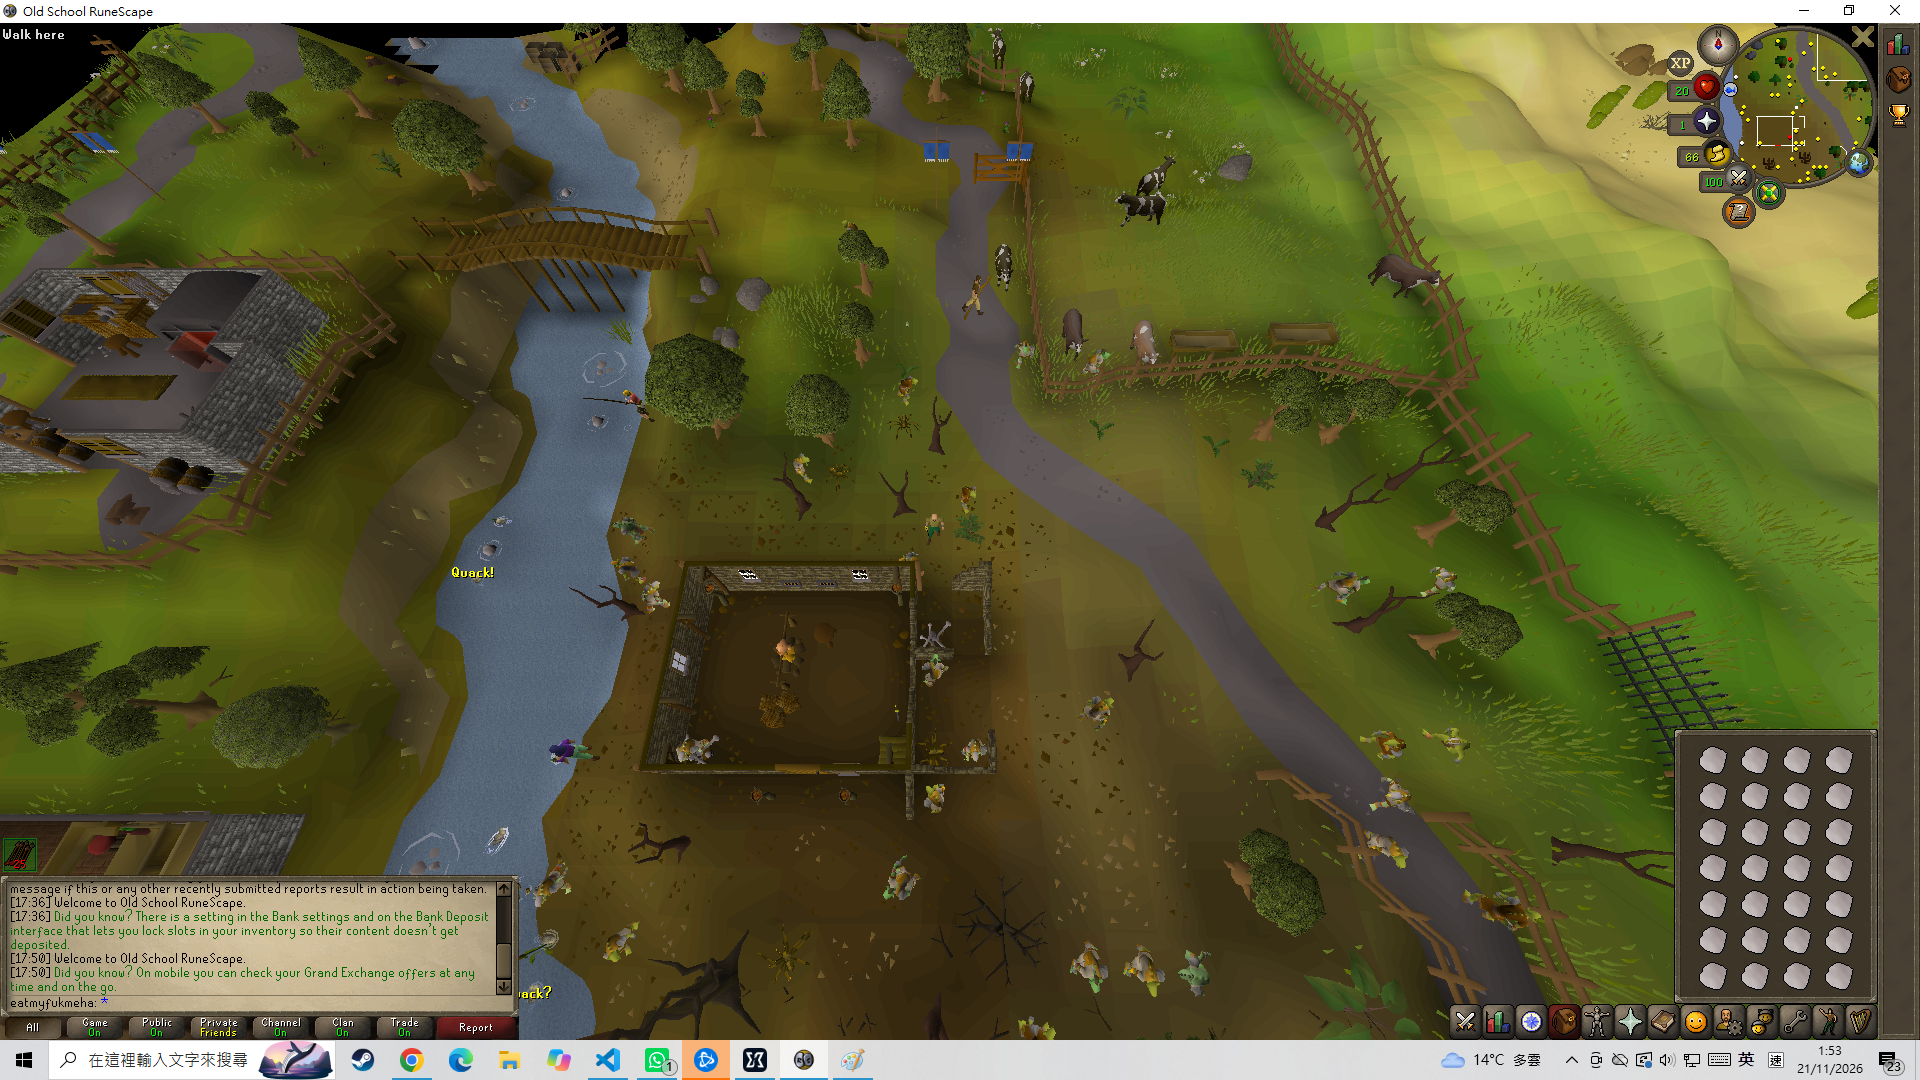 Old School RuneScape
Walk here
N
XP
20
1
66
100
Quack!
25
message if this or any other recently submitted reports result in action being taken.
[17:36] Welcome to Old School RuneScape.
[17:36] Did you know? There is a setting in the Bank settings and on the Bank Deposit
interface that lets you lock slots in your inventory so their content doesn't get
deposited.
[17:50] Welcome to Old School RuneScape.
[17:50] Did you know? On mobile you can check your Grand Exchange offers at any
time and on the go.
eatmyfukmeha: *
uack?
All
Game
On
Public
On
Private
Friends
Channel
On
Clan
On
Trade
On
Report
在這裡輸入文字來搜尋
1
14°C 多雲
英
速
1:53
21/11/2026
23